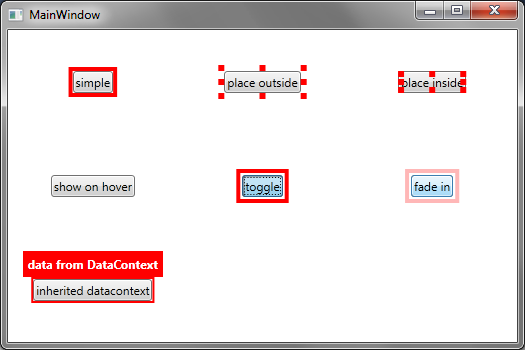 MainWindow
simple
place outside
place inside
show on hover
toggle
fade in
data from DataContext
inherited datacontext